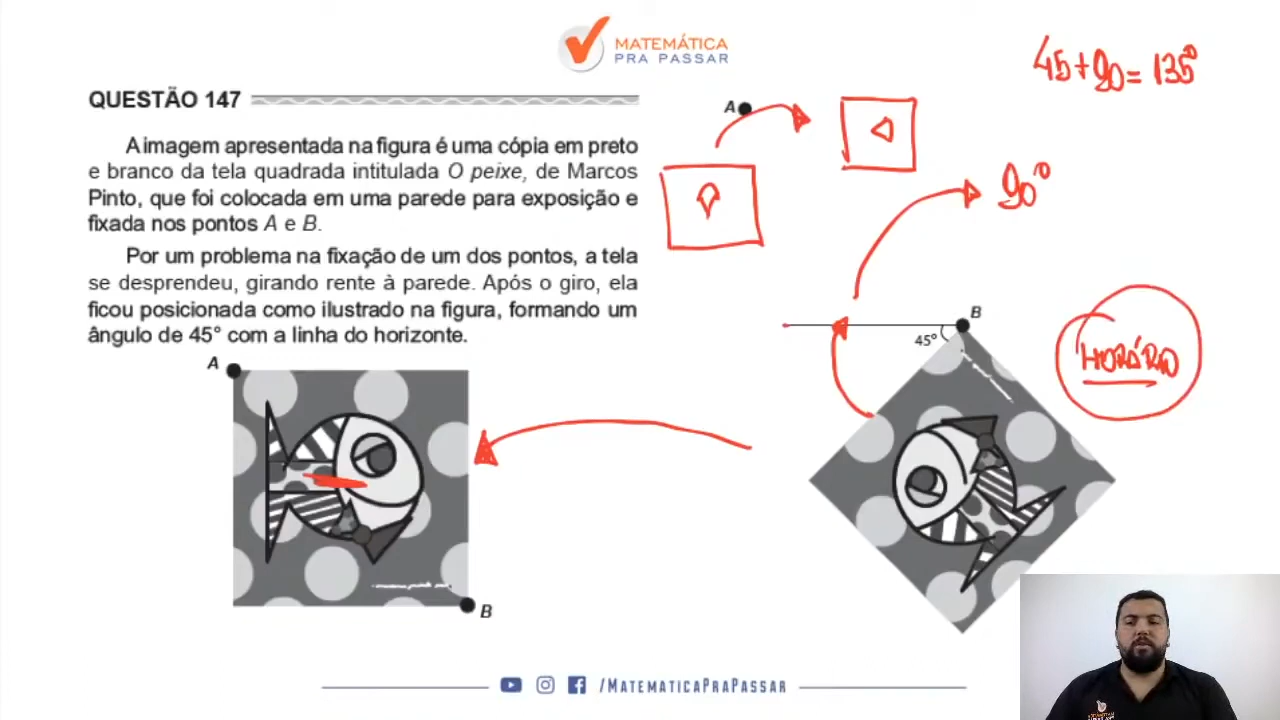 MATEMÁTICA
PRA PASSAR
45+90=135°
QUESTÃO 147
A
A imagem apresentada na figura é uma cópia em preto
e branco da tela quadrada intitulada O peixe, de Marcos
Pinto, que foi colocada em uma parede para exposição e
fixada nos pontos A e B.
90°
Por um problema na fixação de um dos pontos, a tela
se desprendeu, girando rente à parede. Após o giro, ela
ficou posicionada como ilustrado na figura, formando um
ângulo de 45° com a linha do horizonte.
B
45°
HORÁRIO
A
B
/MATEMATICAPRAPASSAR